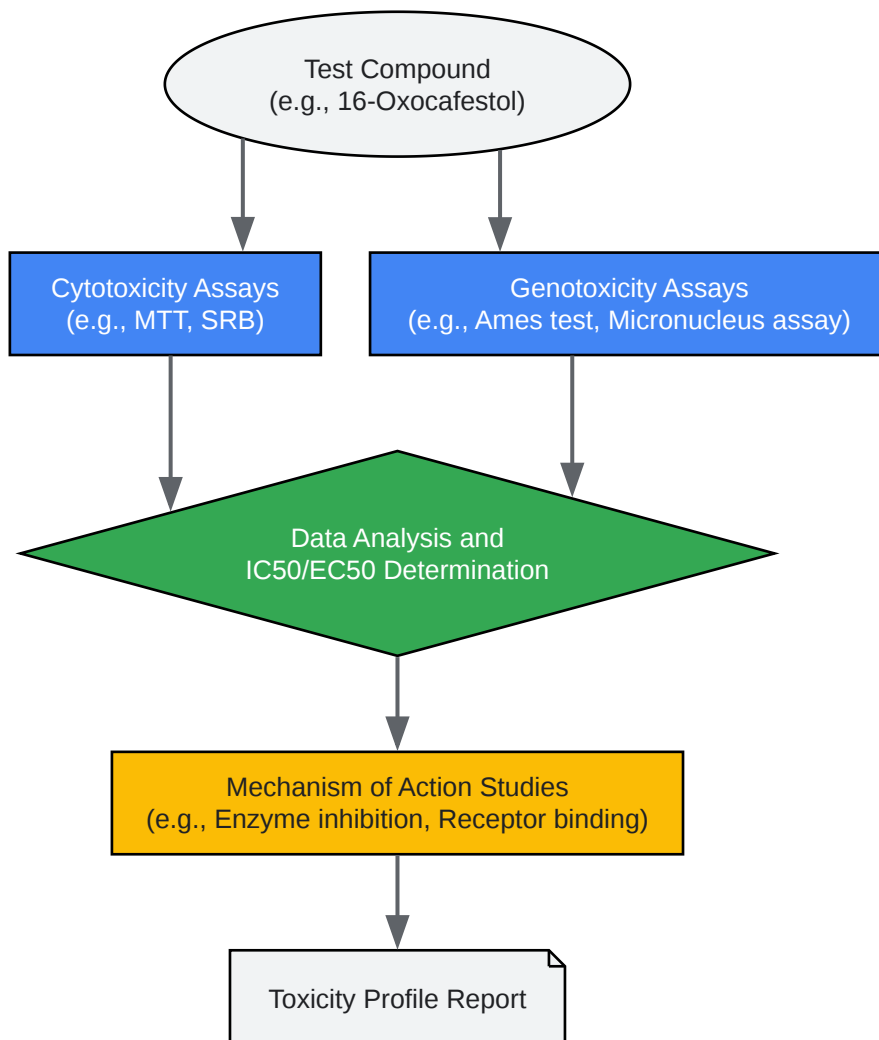 Test Compound
(e.g., 16-Oxocafestol)
Cytotoxicity Assays
(e.g., MTT, SRB)
Genotoxicity Assays
(e.g., Ames test, Micronucleus assay)
Data Analysis and
IC50/EC50 Determination
Mechanism of Action Studies
(e.g., Enzyme inhibition, Receptor binding)
Toxicity Profile Report